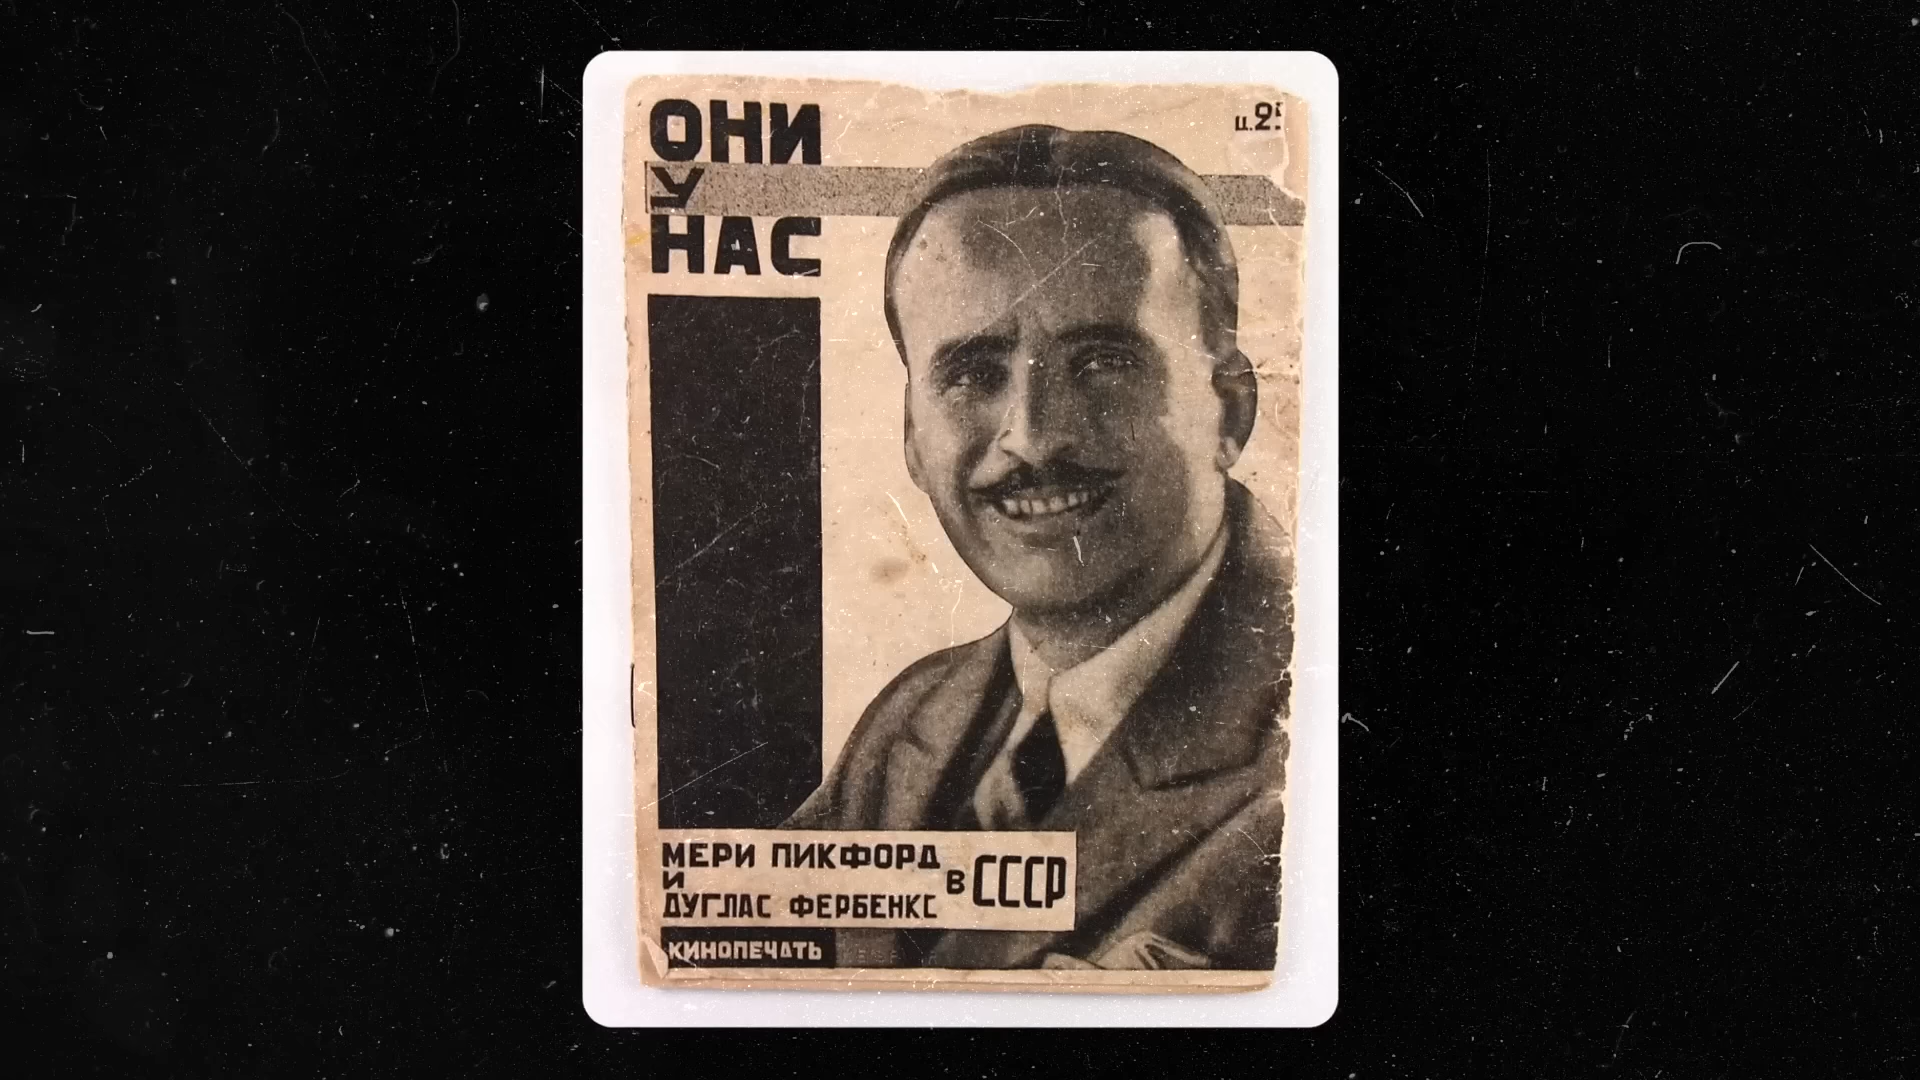 ОНИ
У
НАС
Ц.
МЕРИ ПИКФОРД
И
ДУГЛАС ФЕРБЕНКС
В СССР
КИНОПЕЧАТЬ